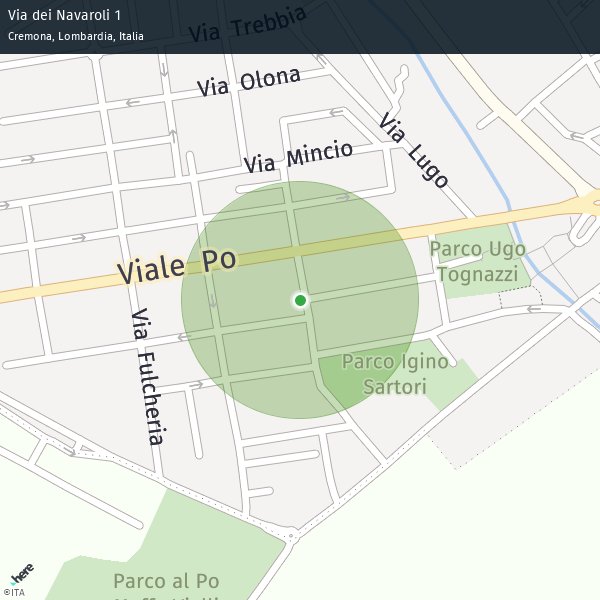 Via dei Navaroli 1
Cremona, Lombardia, Italia
Via Trebbia
Via Olona
Via Lugo
Via Mincio
Viale Po
Parco Ugo
Tognazzi
Via Fulcheria
Parco Igino
Sartori
Parco al Po
here
©ITA